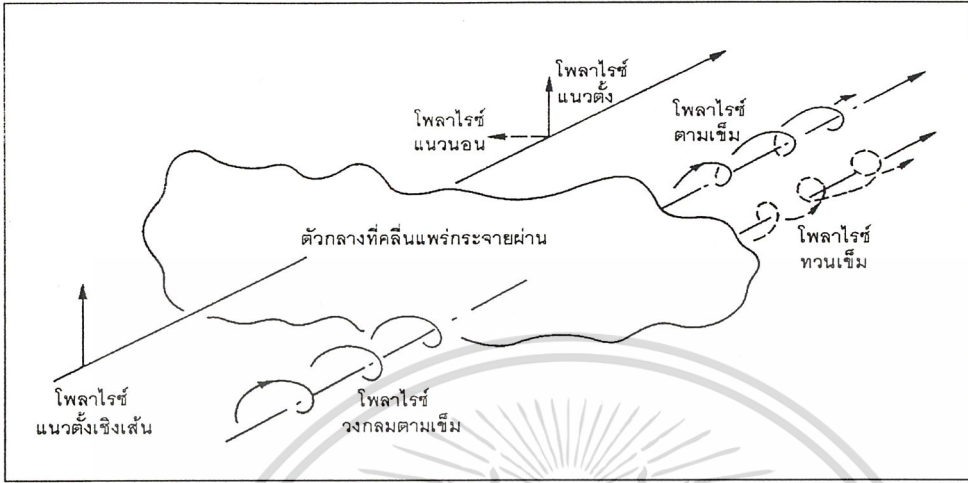 โพลาไรซ์
แนวตั้ง
โพลาไรซ์
แนวนอน
โพลาไรซ์
ตามเข็ม
โพลาไรซ์
ทวนเข็ม
ตัวกลางที่คลื่นแพร่กระจายผ่าน
โพลาไรซ์
แนวตั้งเชิงเส้น
โพลาไรซ์
วงกลมตามเข็ม